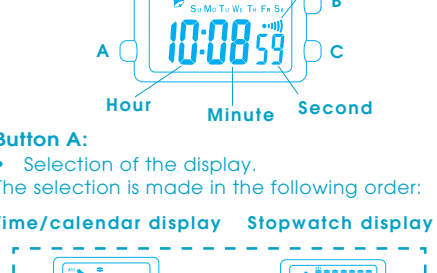 B
Su Mo Tu We Th Fr Sa
A 10:08 59 C
Hour Minute Second
Button A:
• Selection of the display.
The selection is made in the following order:
Time/calendar display Stopwatch display